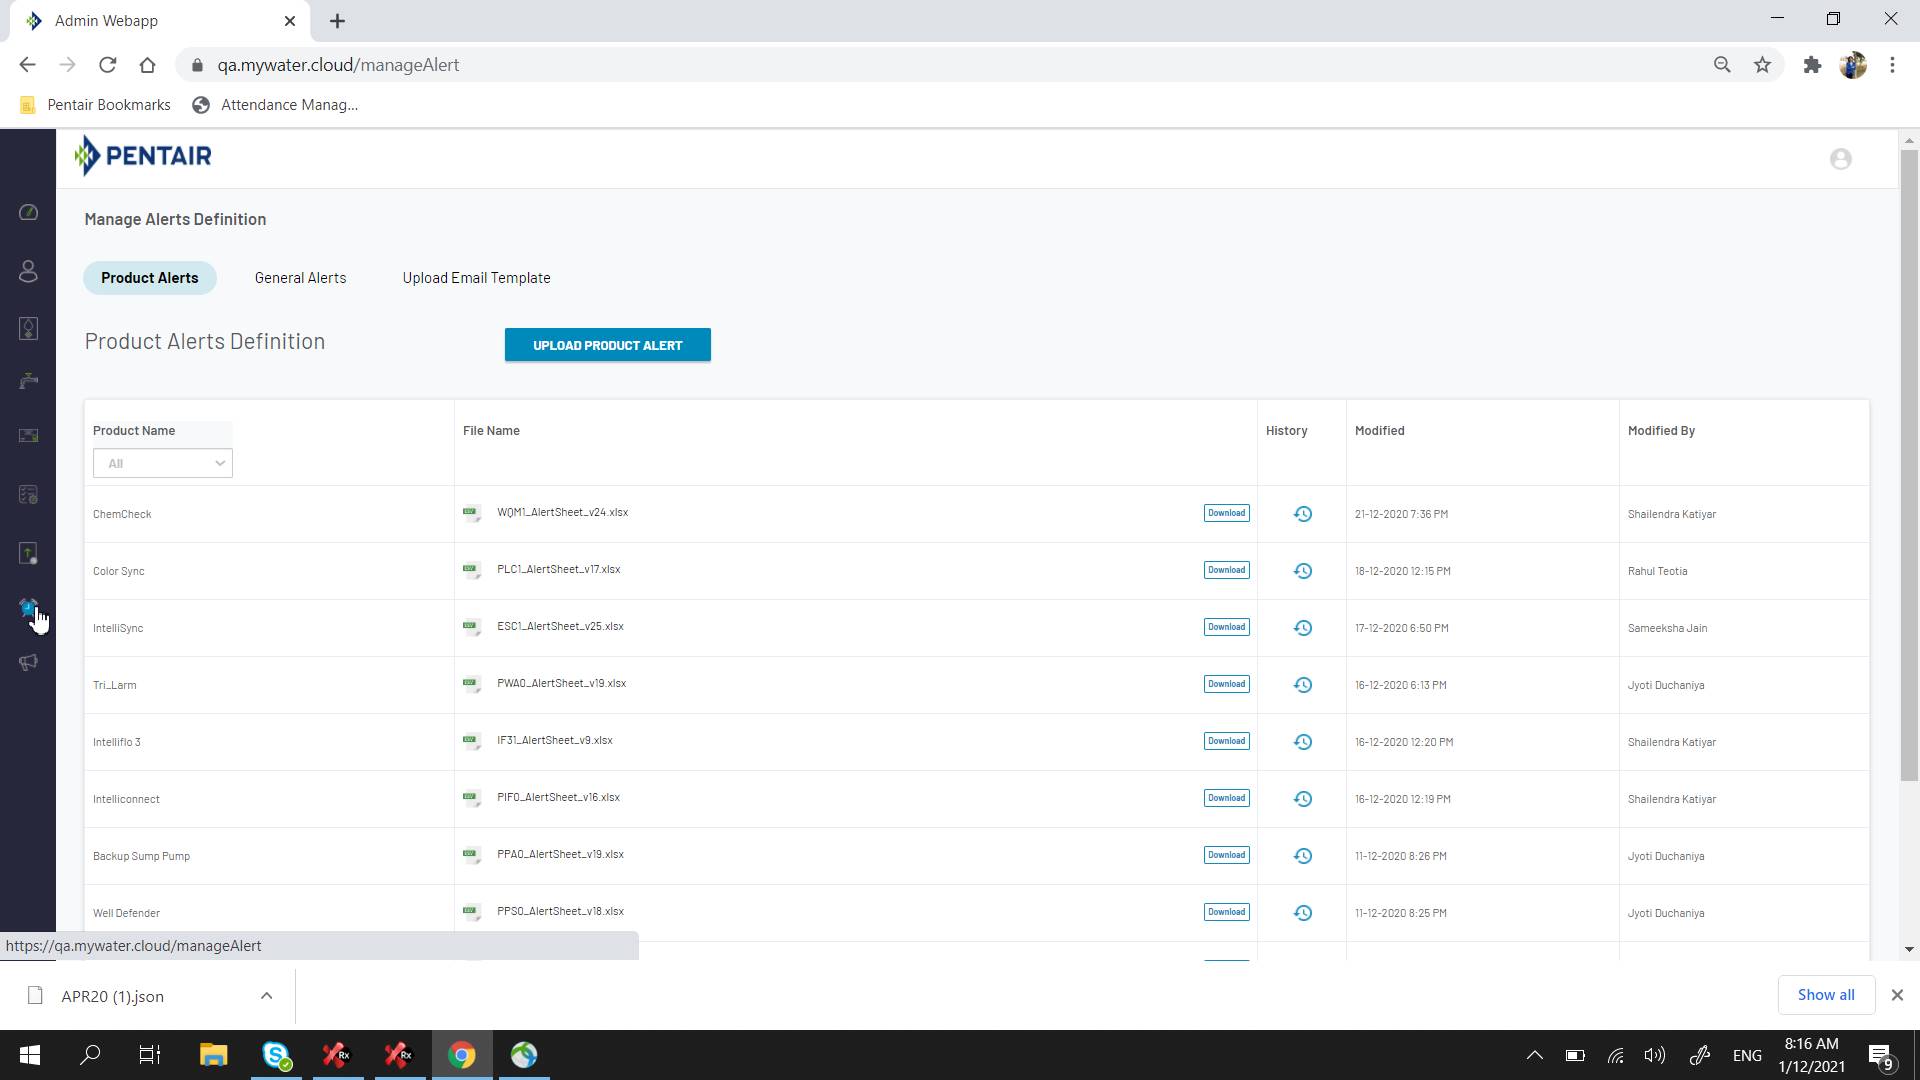 Admin Webapp
qa.mywater.cloud/manageAlert
Pentair Bookmarks
Attendance Manag...
PENTAIR
Manage Alerts Definition
Product Alerts
General Alerts
Upload Email Template
Product Alerts Definition
UPLOAD PRODUCT ALERT
Product Name
File Name
History
Modified
Modified By
All
ChemCheck
WQM1_AlertSheet_v24.xlsx
Download
21-12-2020 7:36 PM
Shailendra Katiyar
Color Sync
PLC1_AlertSheet_v17.xlsx
Download
18-12-2020 12:15 PM
Rahul Teotia
IntelliSync
ESC1_AlertSheet_v25.xlsx
Download
17-12-2020 6:50 PM
Sameeksha Jain
Tri_Larm
PWA0_AlertSheet_v19.xlsx
Download
16-12-2020 6:13 PM
Jyoti Duchaniya
Intelliflo 3
IF31_AlertSheet_v9.xlsx
Download
16-12-2020 12:20 PM
Shailendra Katiyar
Intelliconnect
PIF0_AlertSheet_v16.xlsx
Download
16-12-2020 12:19 PM
Shailendra Katiyar
Backup Sump Pump
PPA0_AlertSheet_v19.xlsx
Download
11-12-2020 8:26 PM
Jyoti Duchaniya
Well Defender
PPS0_AlertSheet_v18.xlsx
Download
11-12-2020 8:25 PM
Jyoti Duchaniya
https://qa.mywater.cloud/manageAlert
APR20 (1).json
Show all
ENG
8:16 AM
1/12/2021
9